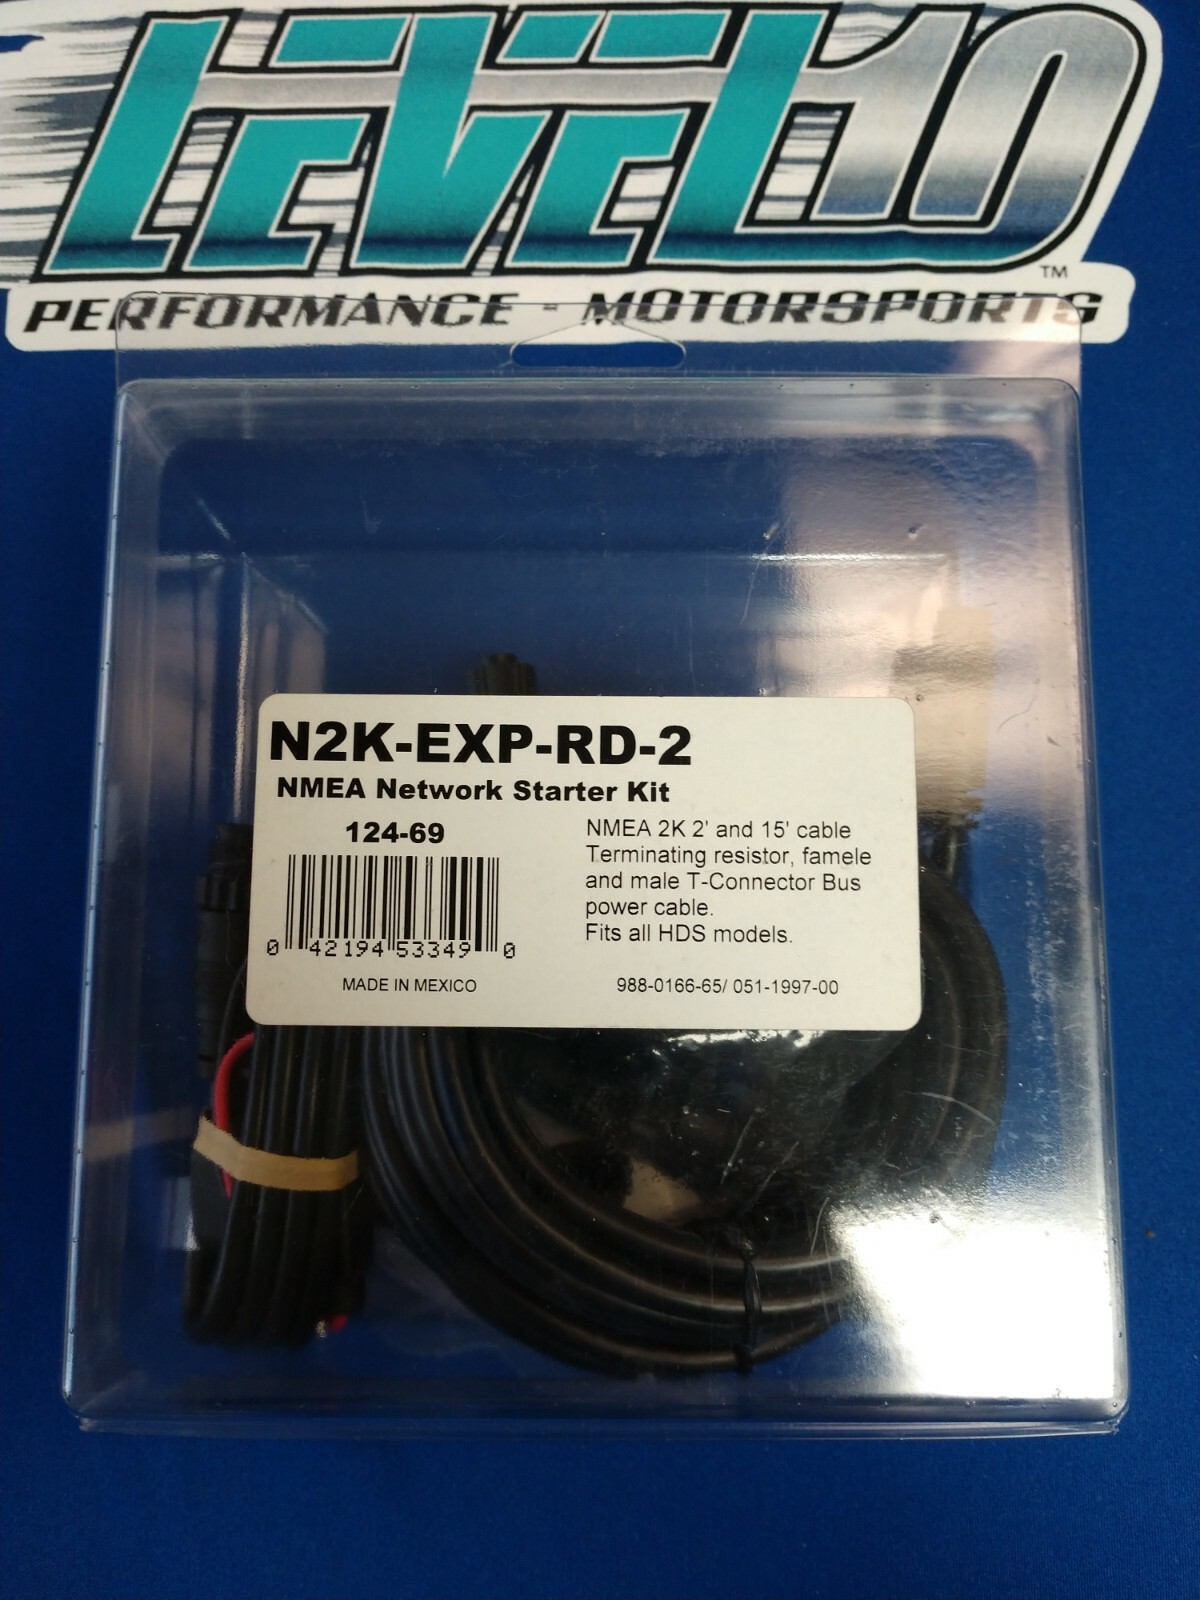 LEVEL10
TM
PERFORMANCE - MOTORSPORTS
N2K-EXP-RD-2
NMEA Network Starter Kit
124-69
0 42194 53349 0
MADE IN MEXICO
NMEA 2K 2' and 15' cable
Terminating resistor, famele
and male T-Connector Bus
power cable.
Fits all HDS models.
988-0166-65/ 051-1997-00